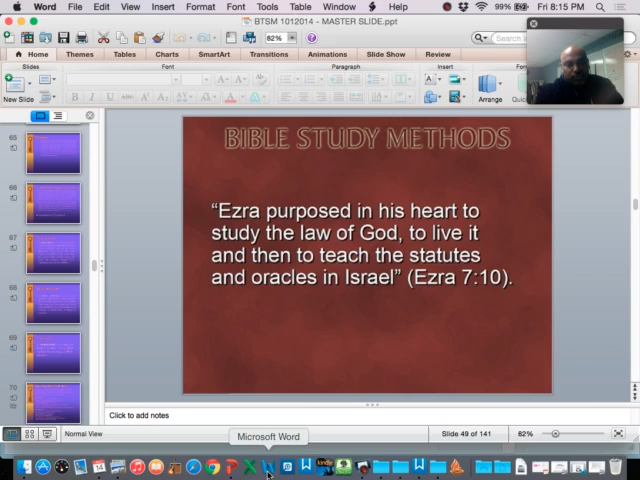 Word File Edit View Insert Format Font Tools Window Help 99% Fri 8:15 PM
BTSM 1012014 - MASTER SLIDE.ppt
82%
Home Themes Tables Charts SmartArt Transitions Animations Slide Show Review
Slides Font Paragraph Insert
New Slide
B I U
Arrange
65
66
67
68
69
70
BIBLE STUDY METHODS
“Ezra purposed in his heart to
study the law of God, to live it
and then to teach the statutes
and oracles in Israel” (Ezra 7:10).
Click to add notes
Normal View Slide 49 of 141 82%
Microsoft Word
kindle